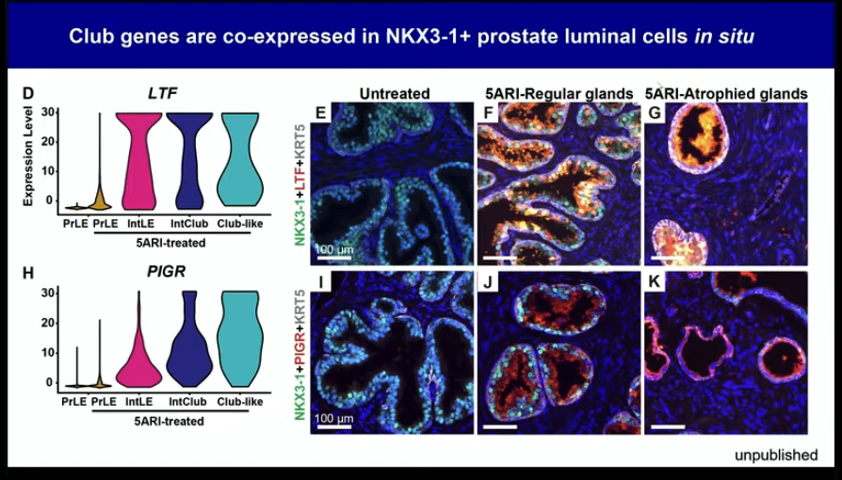 Club genes are co-expressed in NKX3-1+ prostate luminal cells in situ
D
LTF
Expression Level
30
20
10
0
PrLE PrLE IntLE IntClub Club-like
5ARI-treated
Untreated
5ARI-Regular glands
5ARI-Atrophied glands
NKX3-1+LTF+KRT5
E
100 µm
F
G
H
PIGR
30
20
10
0
PrLE PrLE IntLE IntClub Club-like
5ARI-treated
NKX3-1+PIGR+KRT5
I
100 µm
J
K
unpublished